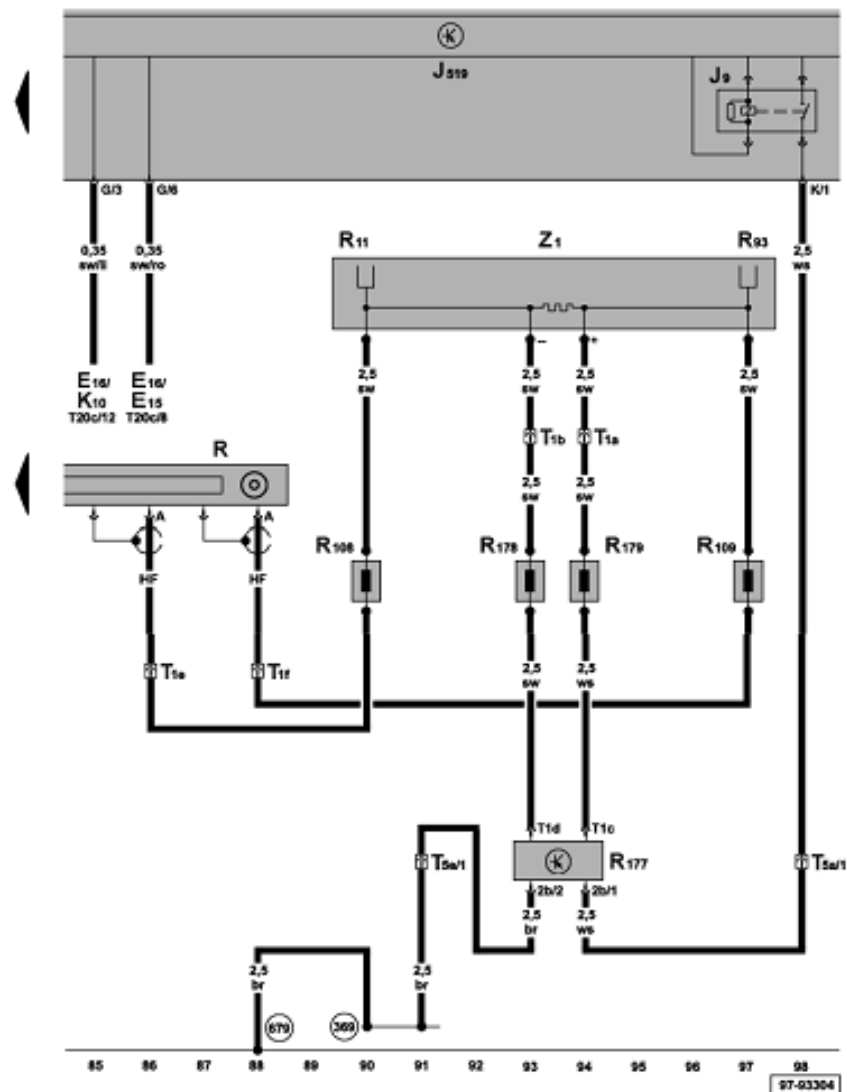 K
J519
J9
G/3
G/6
K/1
0,35
sw/li
0,35
sw/ro
2,5
ws
R11
Z1
R93
-
+
2,5
sw
2,5
sw
2,5
sw
2,5
sw
E16/
K10
T20c/12
E16/
E15
T20c/8
T1b
T1a
2,5
sw
2,5
sw
R
A
A
HF
HF
R108
R178
R179
R109
T1e
T1f
2,5
sw
2,5
ws
T1d
T1c
K
R177
T5a/1
T5a/1
2b/2
2b/1
2,5
br
2,5
ws
2,5
br
2,5
br
679
369
85 86 87 88 89 90 91 92 93 94 95 96 97 98
97-93304